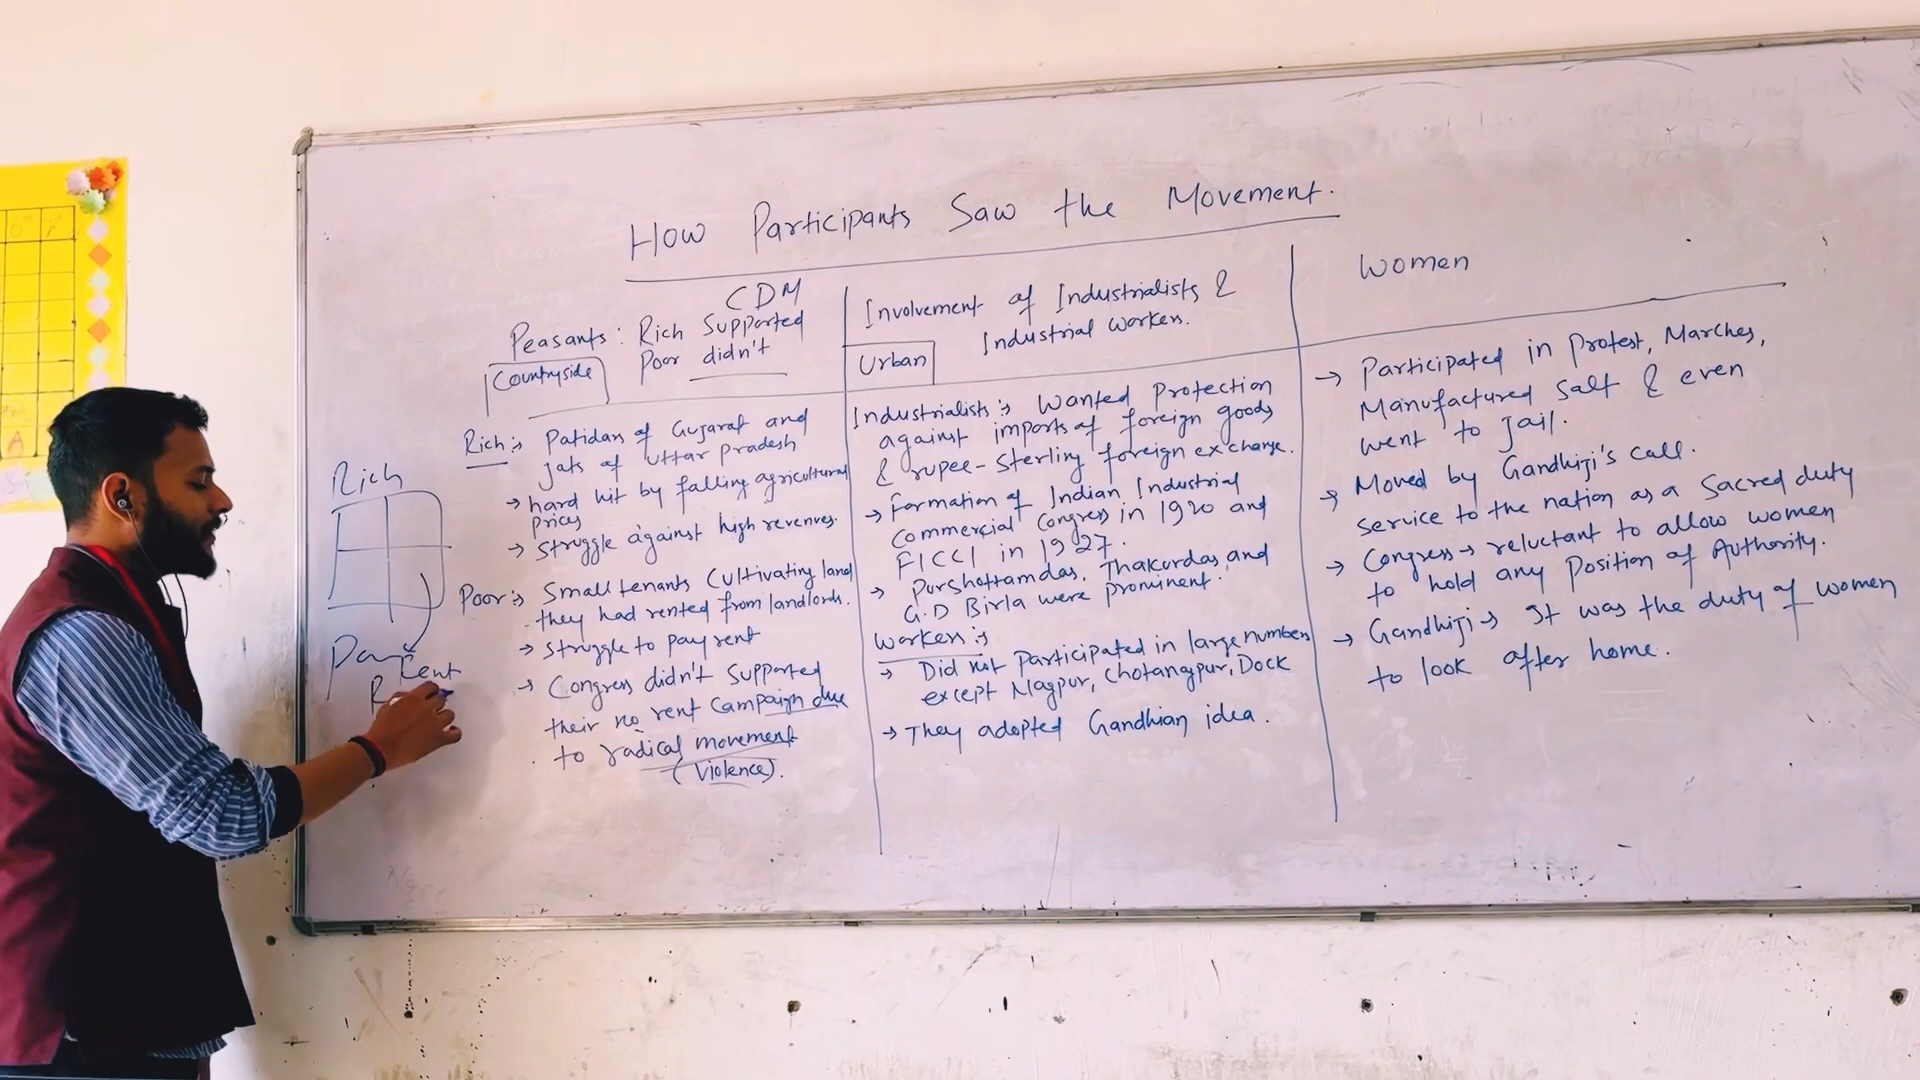 How Participants Saw the Movement.
CDM
Peasants: Rich Supported
Poor didn't
Countryside
Rich:→ Patidars of Gujarat and
jats of Uttar Pradesh
→ hard hit by falling agricultural
prices
→ Struggle against high revenues.
Poor:→ Small tenants Cultivating land
they had rented from landlords.
→ Struggle to pay rent
→ Congress didn't Supported
their no rent Campaign due
to radical movement
(Violence).
Rich
Rent
Involvement of Industrialists &
Industrial workers.
Urban
Industrialists:→ Wanted Protection
against imports of foreign goods
& rupee-Sterling foreign exchange.
→ Formation of Indian Industrial
Commercial Congress in 1920 and
FICCI in 1927.
→ Purshottamdas, Thakurdas, and
G.D Birla were prominent.
Workers:→
→ Did not Participated in large numbers
except Nagpur, Chotanagpur, Dock
→ They adopted Gandhian idea.
Women
→ Participated in Protest, Marches,
Manufactured Salt & even
went to jail.
→ Moved by Gandhiji's call.
service to the nation as a Sacred duty
→ Congress→ reluctant to allow women
to hold any Position of Authority.
→ Gandhiji→ It was the duty of women
to look after home.